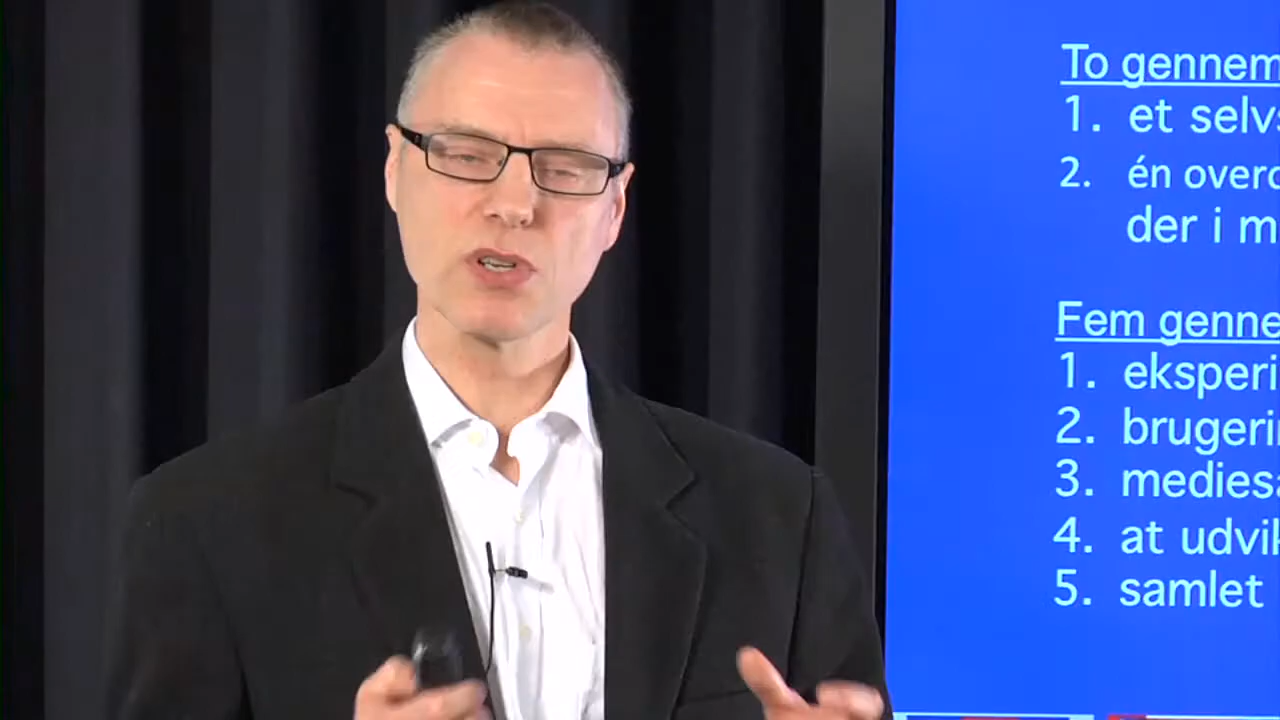 To gennem
1. et selvs
2. én overo
der i m
Fem genne
1. eksperi
2. brugeri
3. mediesa
4. at udvik
5. samlet